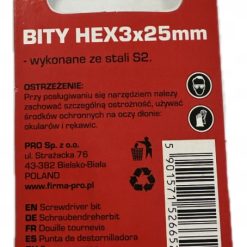 BITY HEX3x25mm
- wykonane ze stali S2.
OSTRZEŻENIE:
Przy posługiwaniu się narzędziem należy
zachować szczególną ostrożność, używać
środków ochronnych na oczy i dłonie:
okularów i rękawic.
PRO Sp. z o.o.
ul. Strażacka 76
43-382 Bielsko-Biała
POLAND
www.firma-pro.pl
EN Screwdriver bit
DE Schraubendreherbit
FR Douille tournevis
ES Punta de destornilladora